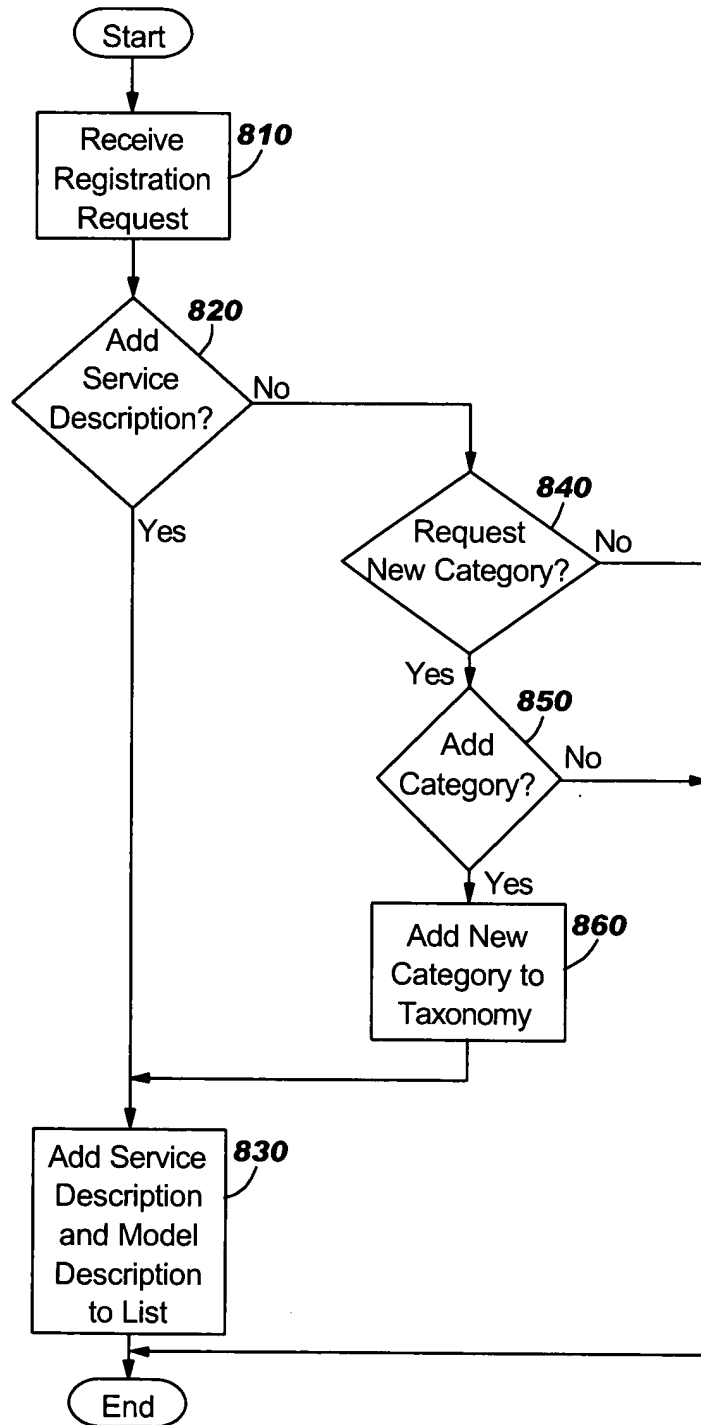 Start
810
Receive
Registration
Request
820
Add
Service
Description?
No
Yes
840
Request
New Category?
No
Yes
850
Add
Category?
No
Yes
860
Add New
Category to
Taxonomy
830
Add Service
Description
and Model
Description
to List
End